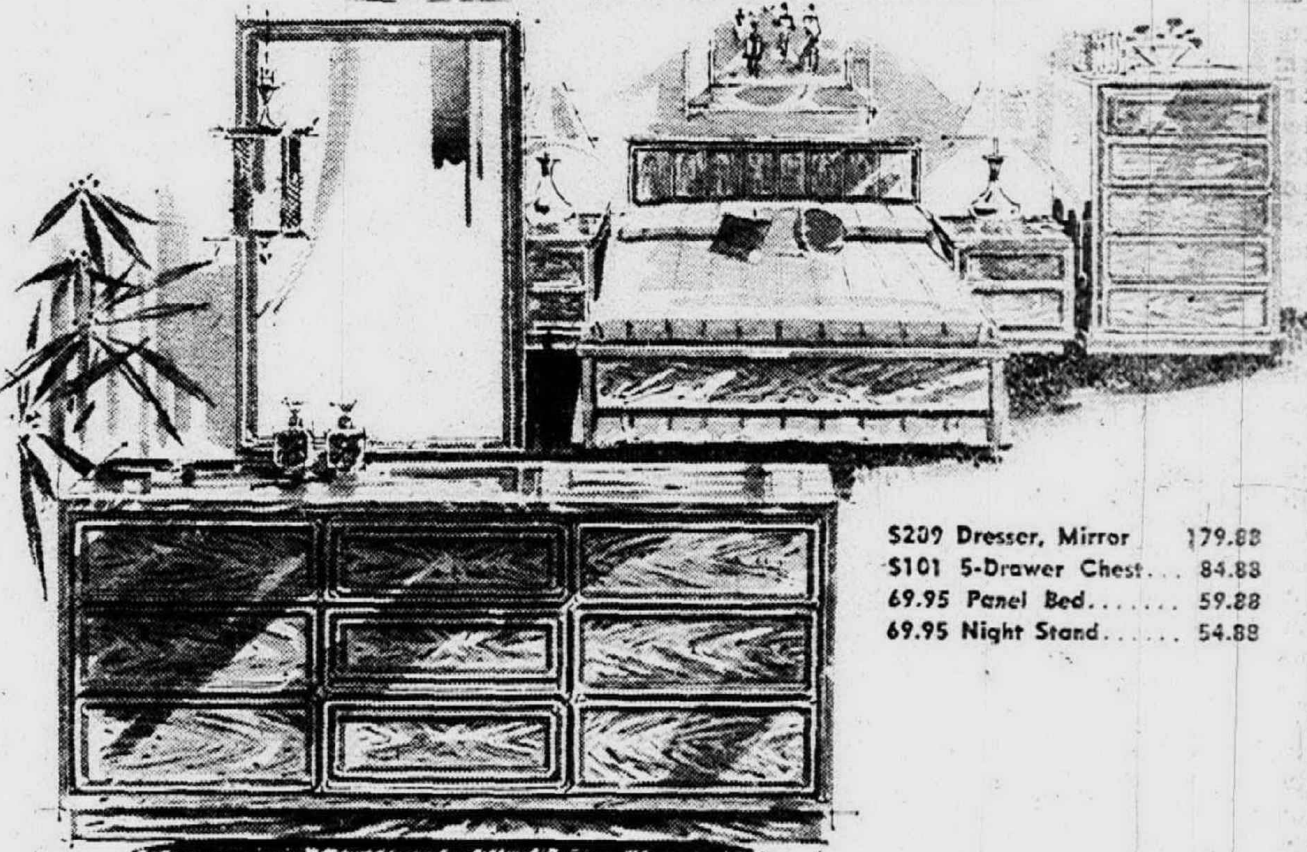 $209 Dresser, Mirror 179.88
$101 5-Drawer Chest... 84.88
69.95 Panel Bed....... 59.88
69.95 Night Stand...... 54.88